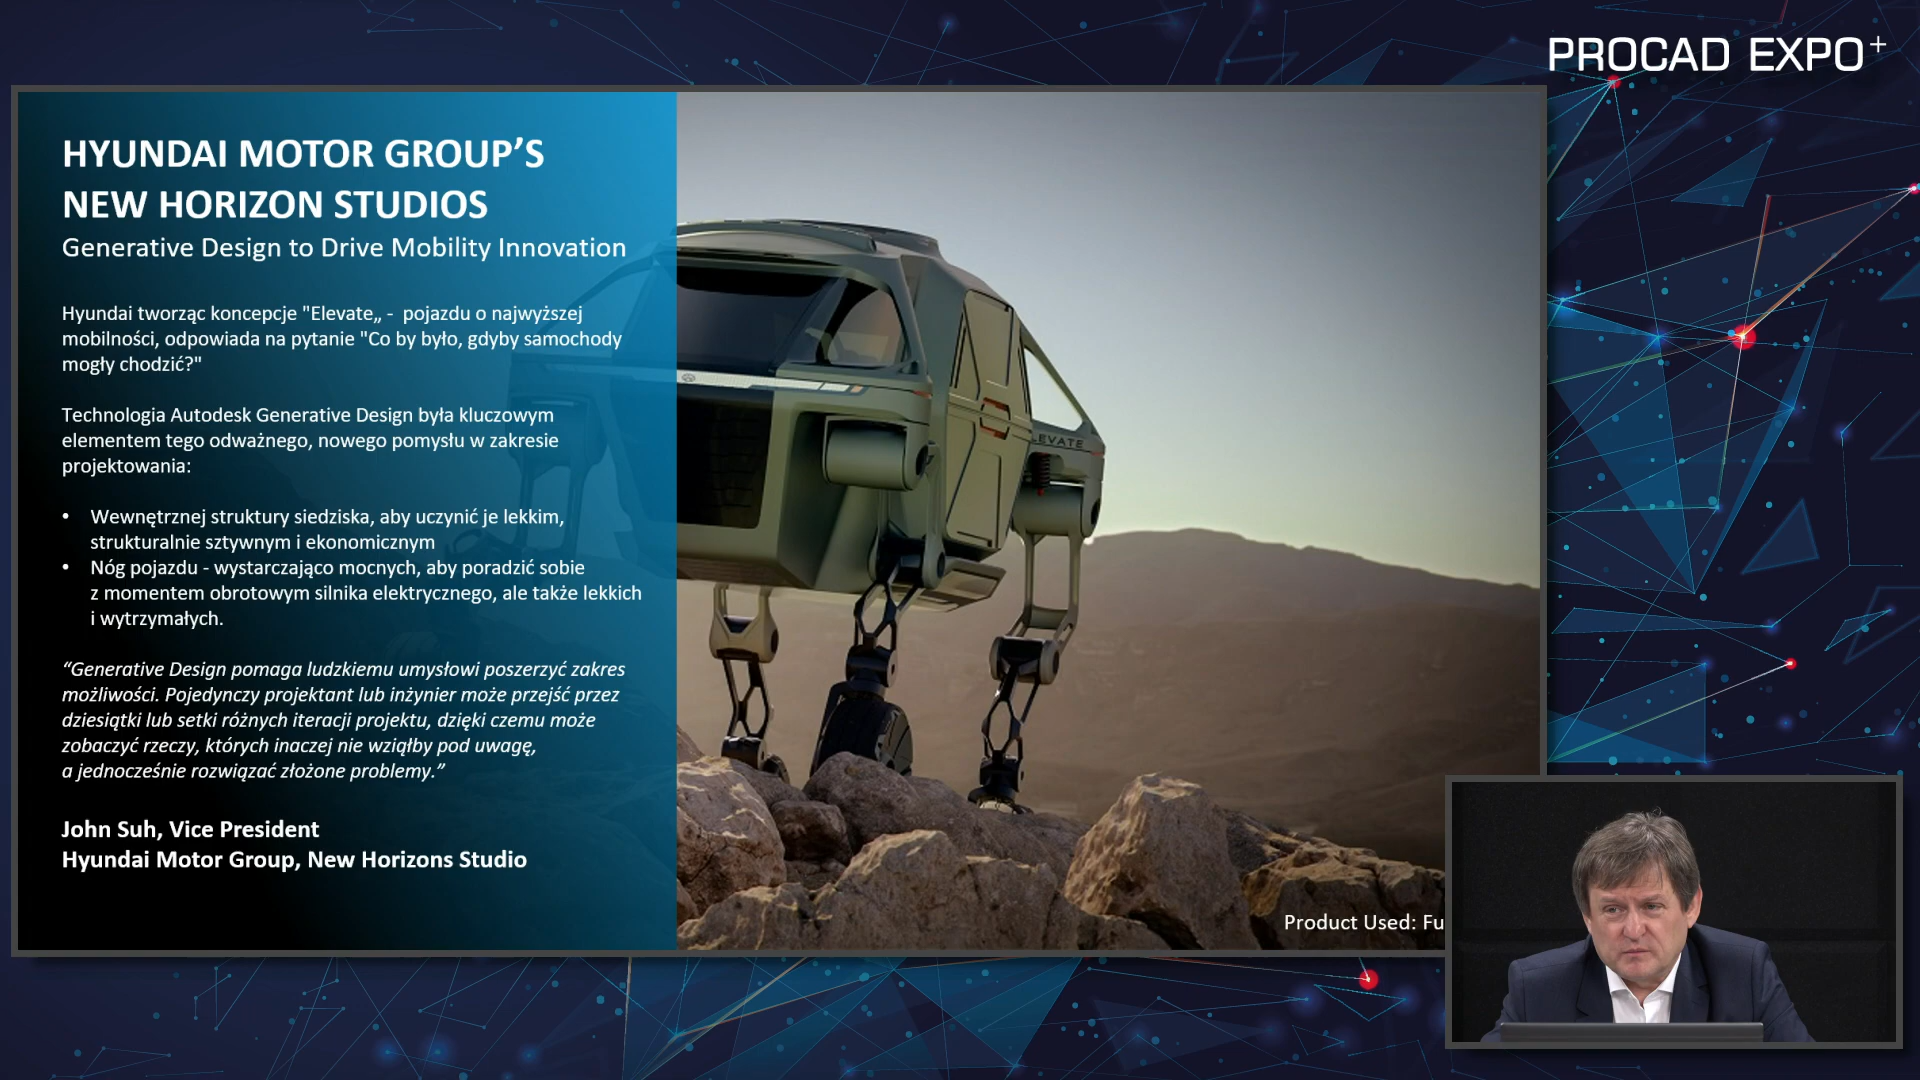 PROCAD EXPO+
HYUNDAI MOTOR GROUP’S
NEW HORIZON STUDIOS
Generative Design to Drive Mobility Innovation
Hyundai tworząc koncepcje "Elevate„ - pojazdu o najwyższej
mobilności, odpowiada na pytanie "Co by było, gdyby samochody
mogły chodzić?"
Technologia Autodesk Generative Design była kluczowym
elementem tego odważnego, nowego pomysłu w zakresie
projektowania:
• Wewnętrznej struktury siedziska, aby uczynić je lekkim,
strukturalnie sztywnym i ekonomicznym
• Nóg pojazdu - wystarczająco mocnych, aby poradzić sobie
z momentem obrotowym silnika elektrycznego, ale także lekkich
i wytrzymałych.
“Generative Design pomaga ludzkiemu umysłowi poszerzyć zakres
możliwości. Pojedynczy projektant lub inżynier może przejść przez
dziesiątki lub setki różnych iteracji projektu, dzięki czemu może
zobaczyć rzeczy, których inaczej nie wziąłby pod uwagę,
a jednocześnie rozwiązać złożone problemy.”
John Suh, Vice President
Hyundai Motor Group, New Horizons Studio
LEVATE
Product Used: Fu